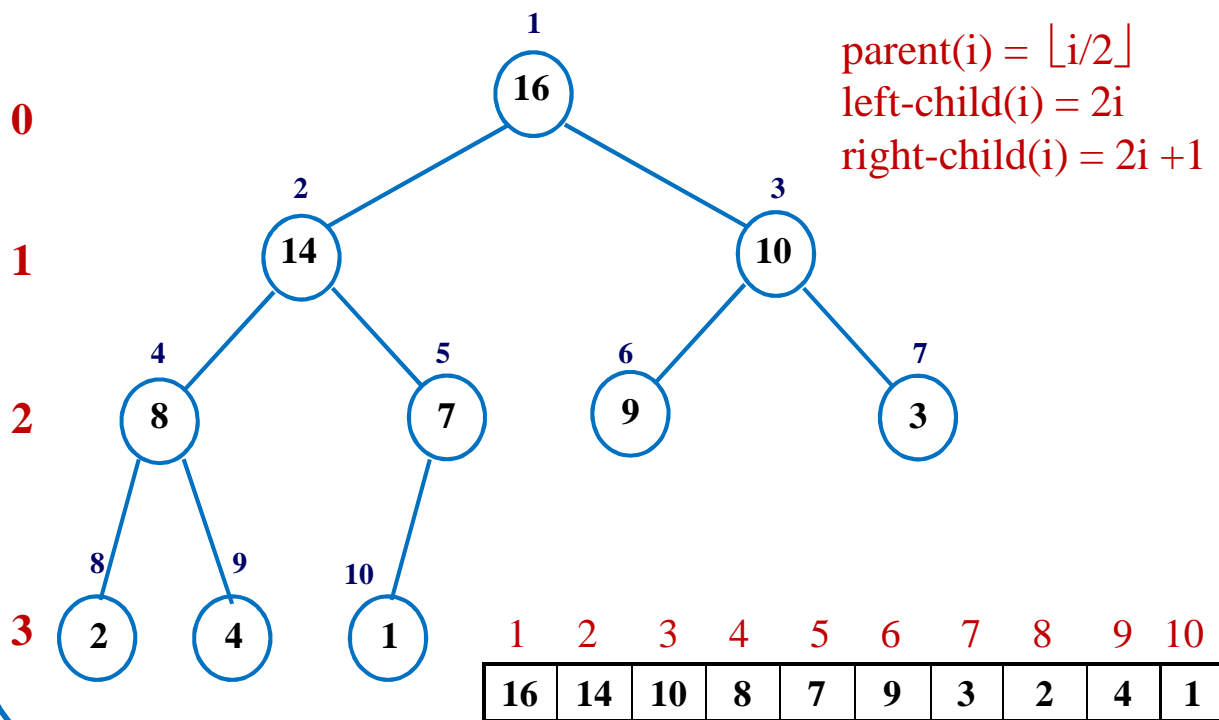 1
16
parent(i) = ⌊i/2⌋
left-child(i) = 2i
right-child(i) = 2i +1
0
2 3
14 10
1
4 5 6 7
8 7 9 3
2
8 9 10
2 4 1
3
1 2 3 4 5 6 7 8 9 10
16 14 10 8 7 9 3 2 4 1